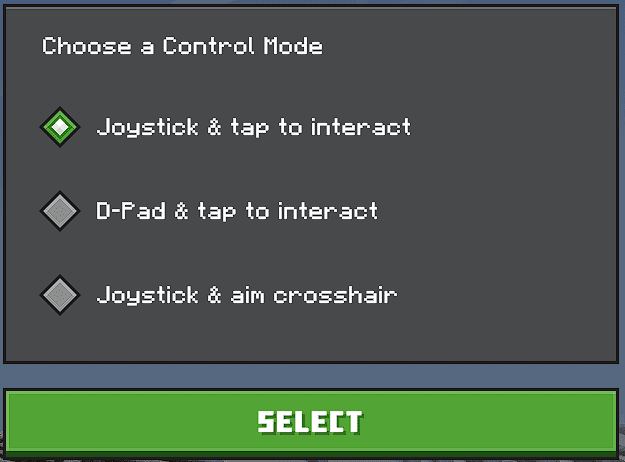 Choose a Control Mode
Joystick & tap to interact
D-Pad & tap to interact
Joystick & aim crosshair
SELECT